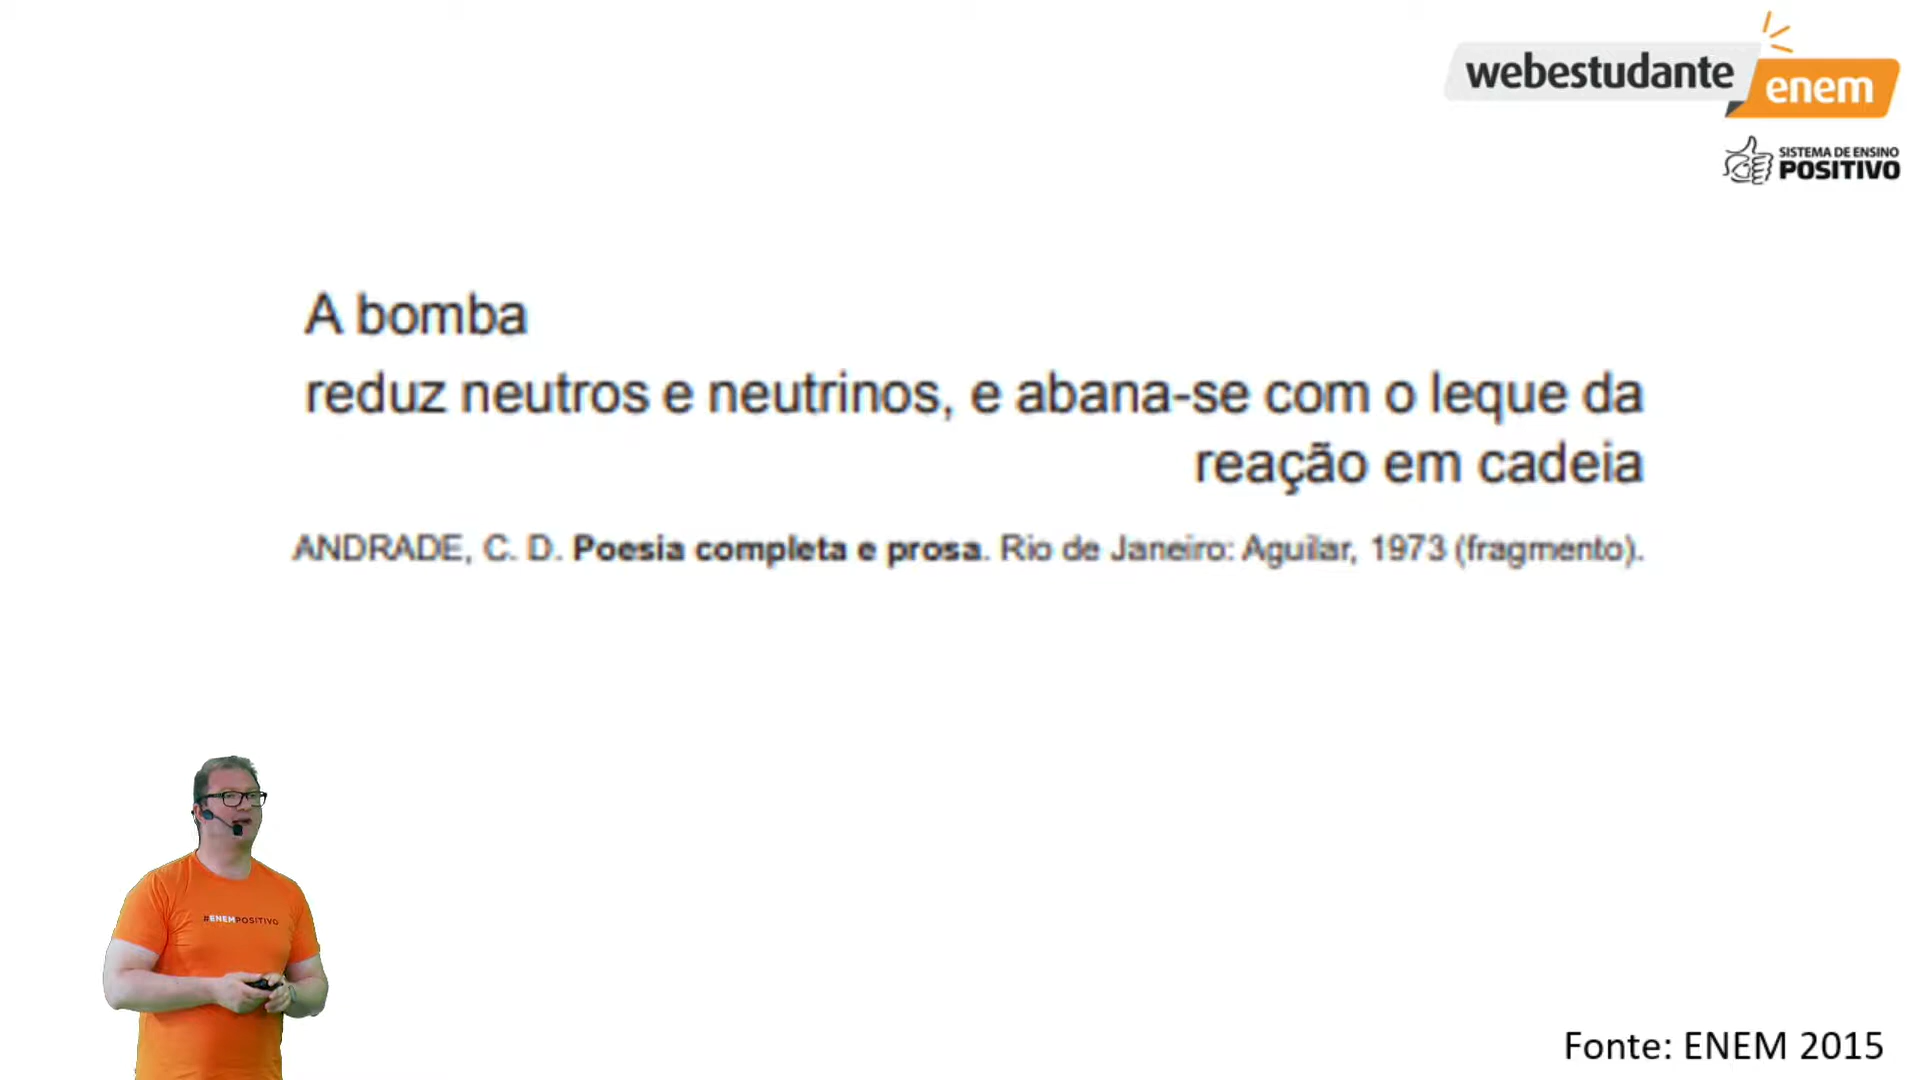 webestudante
enem
SISTEMA DE ENSINO
POSITIVO
A bomba
reduz neutros e neutrinos, e abana-se com o leque da
reação em cadeia
ANDRADE, C. D. Poesia completa e prosa. Rio de Janeiro: Aguilar, 1973 (fragmento).
#ENEMPOSITIVO
Fonte: ENEM 2015